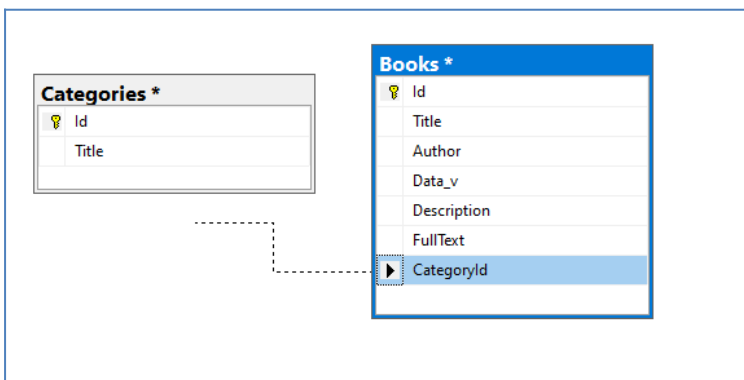 Categories *
Id
Title
Books *
Id
Title
Author
Data_v
Description
FullText
CategoryId